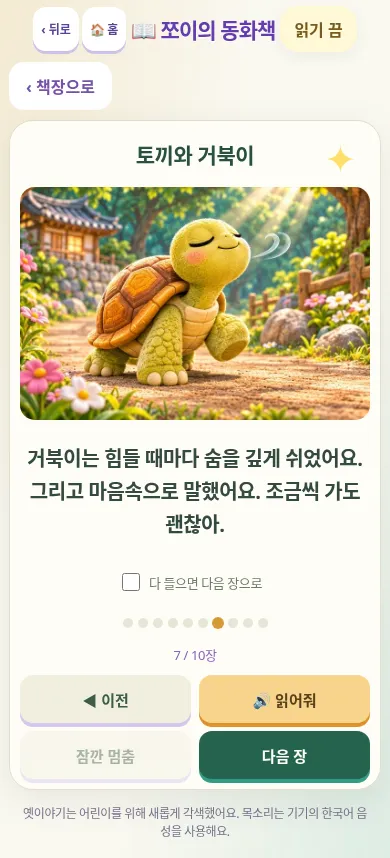 ‹ 뒤로 🏠 홈 📖 쪼이의 동화책 읽기 끔
‹ 책장으로
토끼와 거북이
거북이는 힘들 때마다 숨을 깊게 쉬었어요.
그리고 마음속으로 말했어요. 조금씩 가도
괜찮아.
다 들으면 다음 장으로
7 / 10장
◀ 이전 🔊 읽어줘
잠깐 멈춤 다음 장
옛이야기는 어린이를 위해 새롭게 각색했어요. 목소리는 기기의 한국어 음
성을 사용해요.